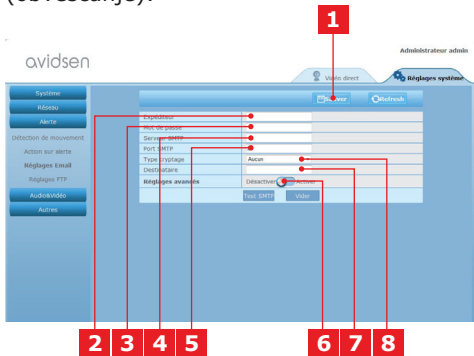 (obveščanje).
1
Administrateur admin
avidsen
Vidéo direct
Réglages système
Système
Réseau
Alerte
Détection de mouvement
Action sur alerte
Réglages Email
Réglages FTP
Audio&Vidéo
Autres
Refresh
Expéditeur
Mot de passe
Serveur SMTP
Port SMTP
Type cryptage Aucun
Destinataire
Réglages avancés Désactiver Activer
Test SMTP Vider
2 3 4 5 6 7 8